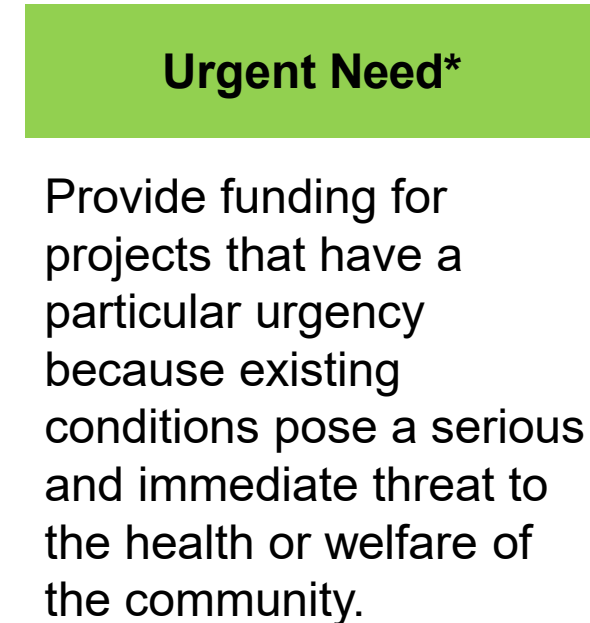 Urgent Need*
Provide funding for
projects that have a
particular urgency
because existing
conditions pose a serious
and immediate threat to
the health or welfare of
the community.